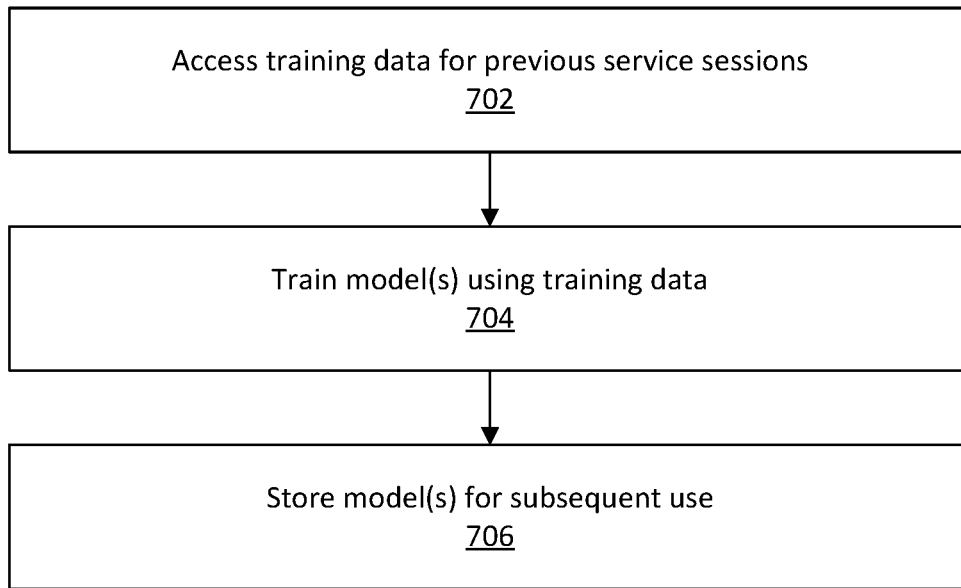 Access training data for previous service sessions
702
Train model(s) using training data
704
Store model(s) for subsequent use
706